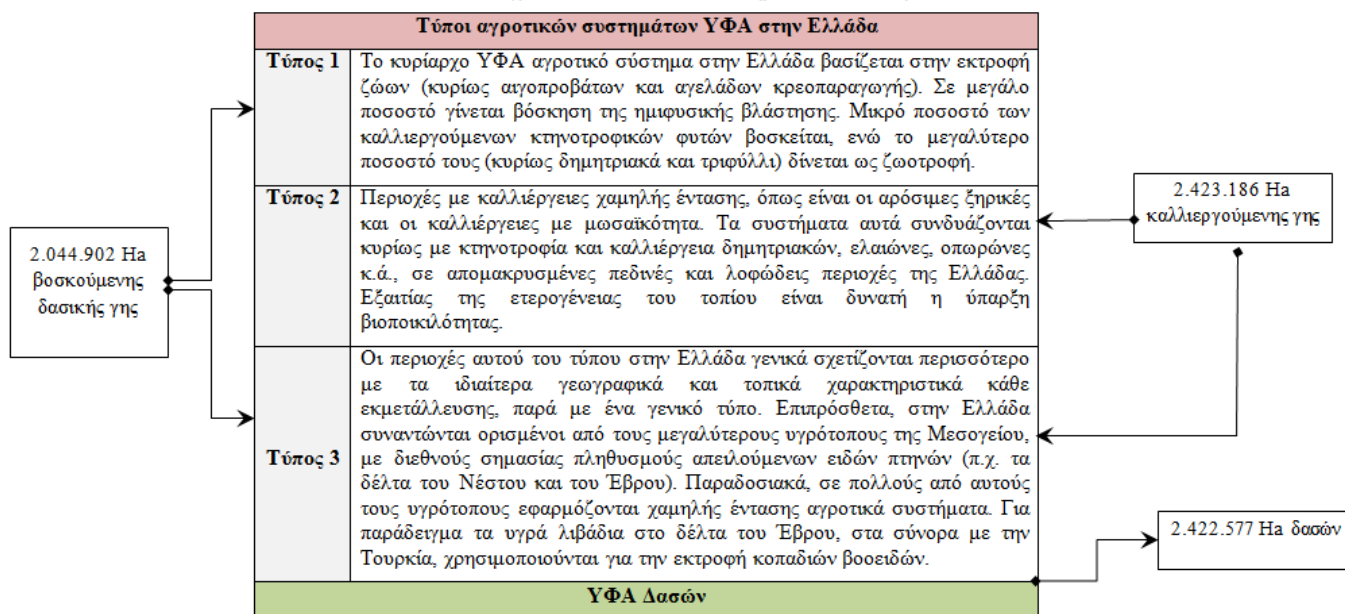 Τύποι αγροτικών συστημάτων ΥΦΑ στην Ελλάδα
Τύπος 1
Το κυρίαρχο ΥΦΑ αγροτικό σύστημα στην Ελλάδα βασίζεται στην εκτροφή
ζώων (κυρίως αιγοπροβάτων και αγελάδων κρεοπαραγωγής). Σε μεγάλο
ποσοστό γίνεται βόσκηση της ημιφυσικής βλάστησης. Μικρό ποσοστό των
καλλιεργούμενων κτηνοτροφικών φυτών βοσκείται, ενώ το μεγαλύτερο
ποσοστό τους (κυρίως δημητριακά και τριφύλλι) δίνεται ως ζωοτροφή.
Τύπος 2
Περιοχές με καλλιέργειες χαμηλής έντασης, όπως είναι οι αρόσιμες ξηρικές
και οι καλλιέργειες με μωσαϊκότητα. Τα συστήματα αυτά συνδυάζονται
κυρίως με κτηνοτροφία και καλλιέργεια δημητριακών, ελαιώνες, οπωρώνες
κ.ά., σε απομακρυσμένες πεδινές και λοφώδεις περιοχές της Ελλάδας.
Εξαιτίας της ετερογένειας του τοπίου είναι δυνατή η ύπαρξη
βιοποικιλότητας.
Τύπος 3
Οι περιοχές αυτού του τύπου στην Ελλάδα γενικά σχετίζονται περισσότερο
με τα ιδιαίτερα γεωγραφικά και τοπικά χαρακτηριστικά κάθε
εκμετάλλευσης, παρά με ένα γενικό τύπο. Επιπρόσθετα, στην Ελλάδα
συναντώνται ορισμένοι από τους μεγαλύτερους υγρότοπους της Μεσογείου,
με διεθνούς σημασίας πληθυσμούς απειλούμενων ειδών πτηνών (π.χ. τα
δέλτα του Νέστου και του Έβρου). Παραδοσιακά, σε πολλούς από αυτούς
τους υγρότοπους εφαρμόζονται χαμηλής έντασης αγροτικά συστήματα. Για
παράδειγμα τα υγρά λιβάδια στο δέλτα του Έβρου, στα σύνορα με την
Τουρκία, χρησιμοποιούνται για την εκτροφή κοπαδιών βοοειδών.
ΥΦΑ Δασών
2.044.902 Ha
βοσκούμενης
δασικής γης
2.423.186 Ha
καλλιεργούμενης γης
2.422.577 Ha δασών